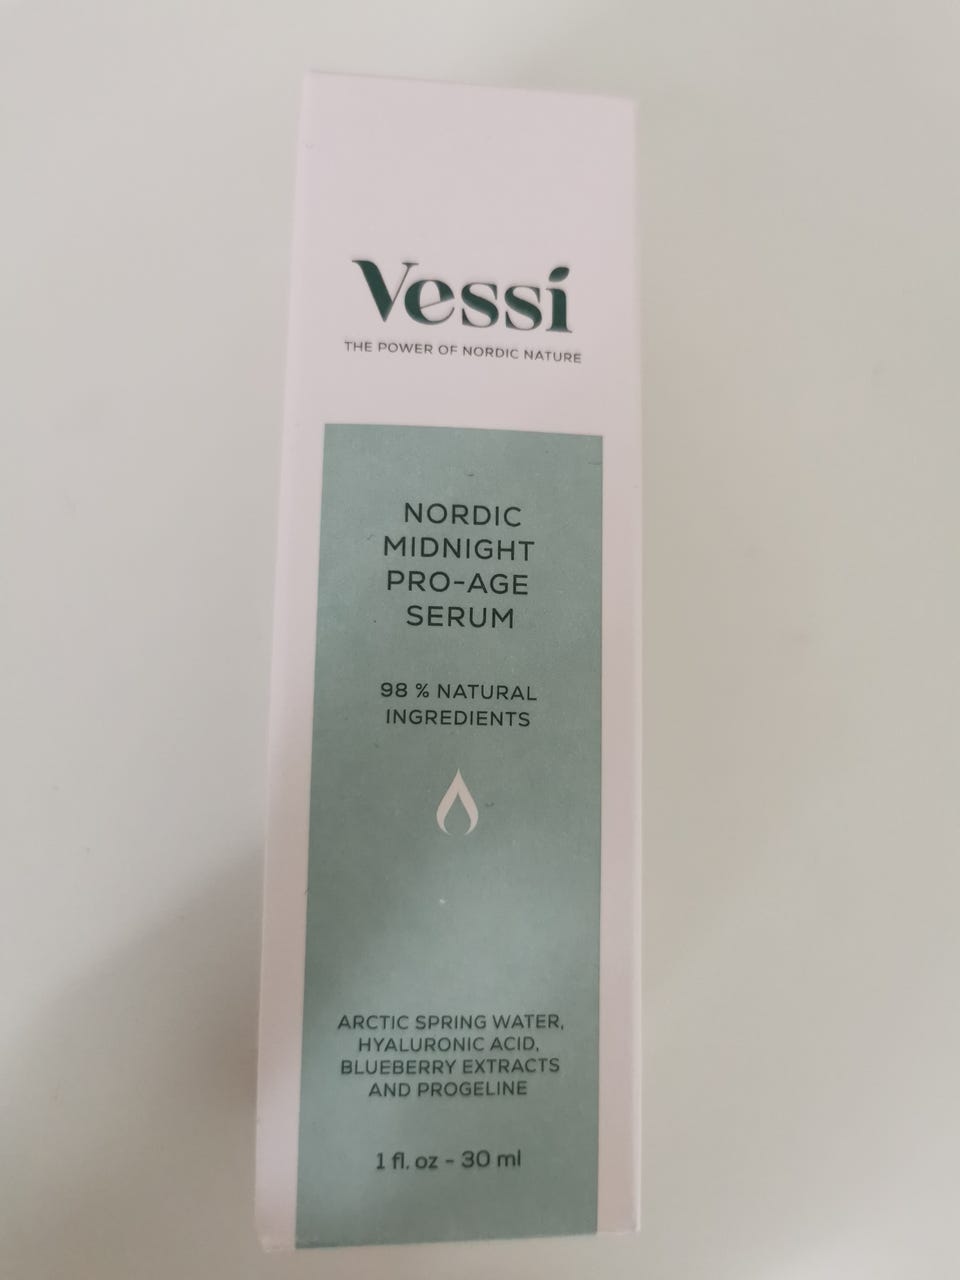 Vessi
THE POWER OF NORDIC NATURE
NORDIC
MIDNIGHT
PRO-AGE
SERUM
98 % NATURAL
INGREDIENTS
ARCTIC SPRING WATER,
HYALURONIC ACID,
BLUEBERRY EXTRACTS
AND PROGELINE
1 fl. oz - 30 ml